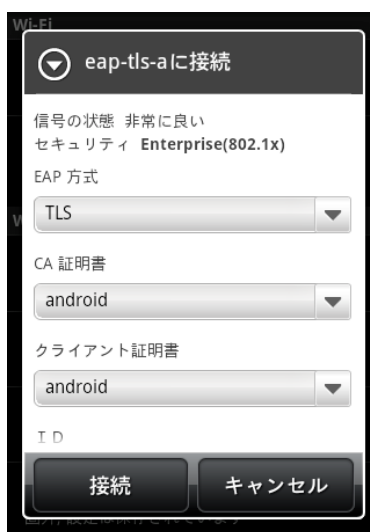 Wi-Fi
eap-tls-aに接続
信号の状態 非常に良い
セキュリティ Enterprise(802.1x)
EAP 方式
TLS
CA 証明書
android
クライアント証明書
android
ID
接続
キャンセル